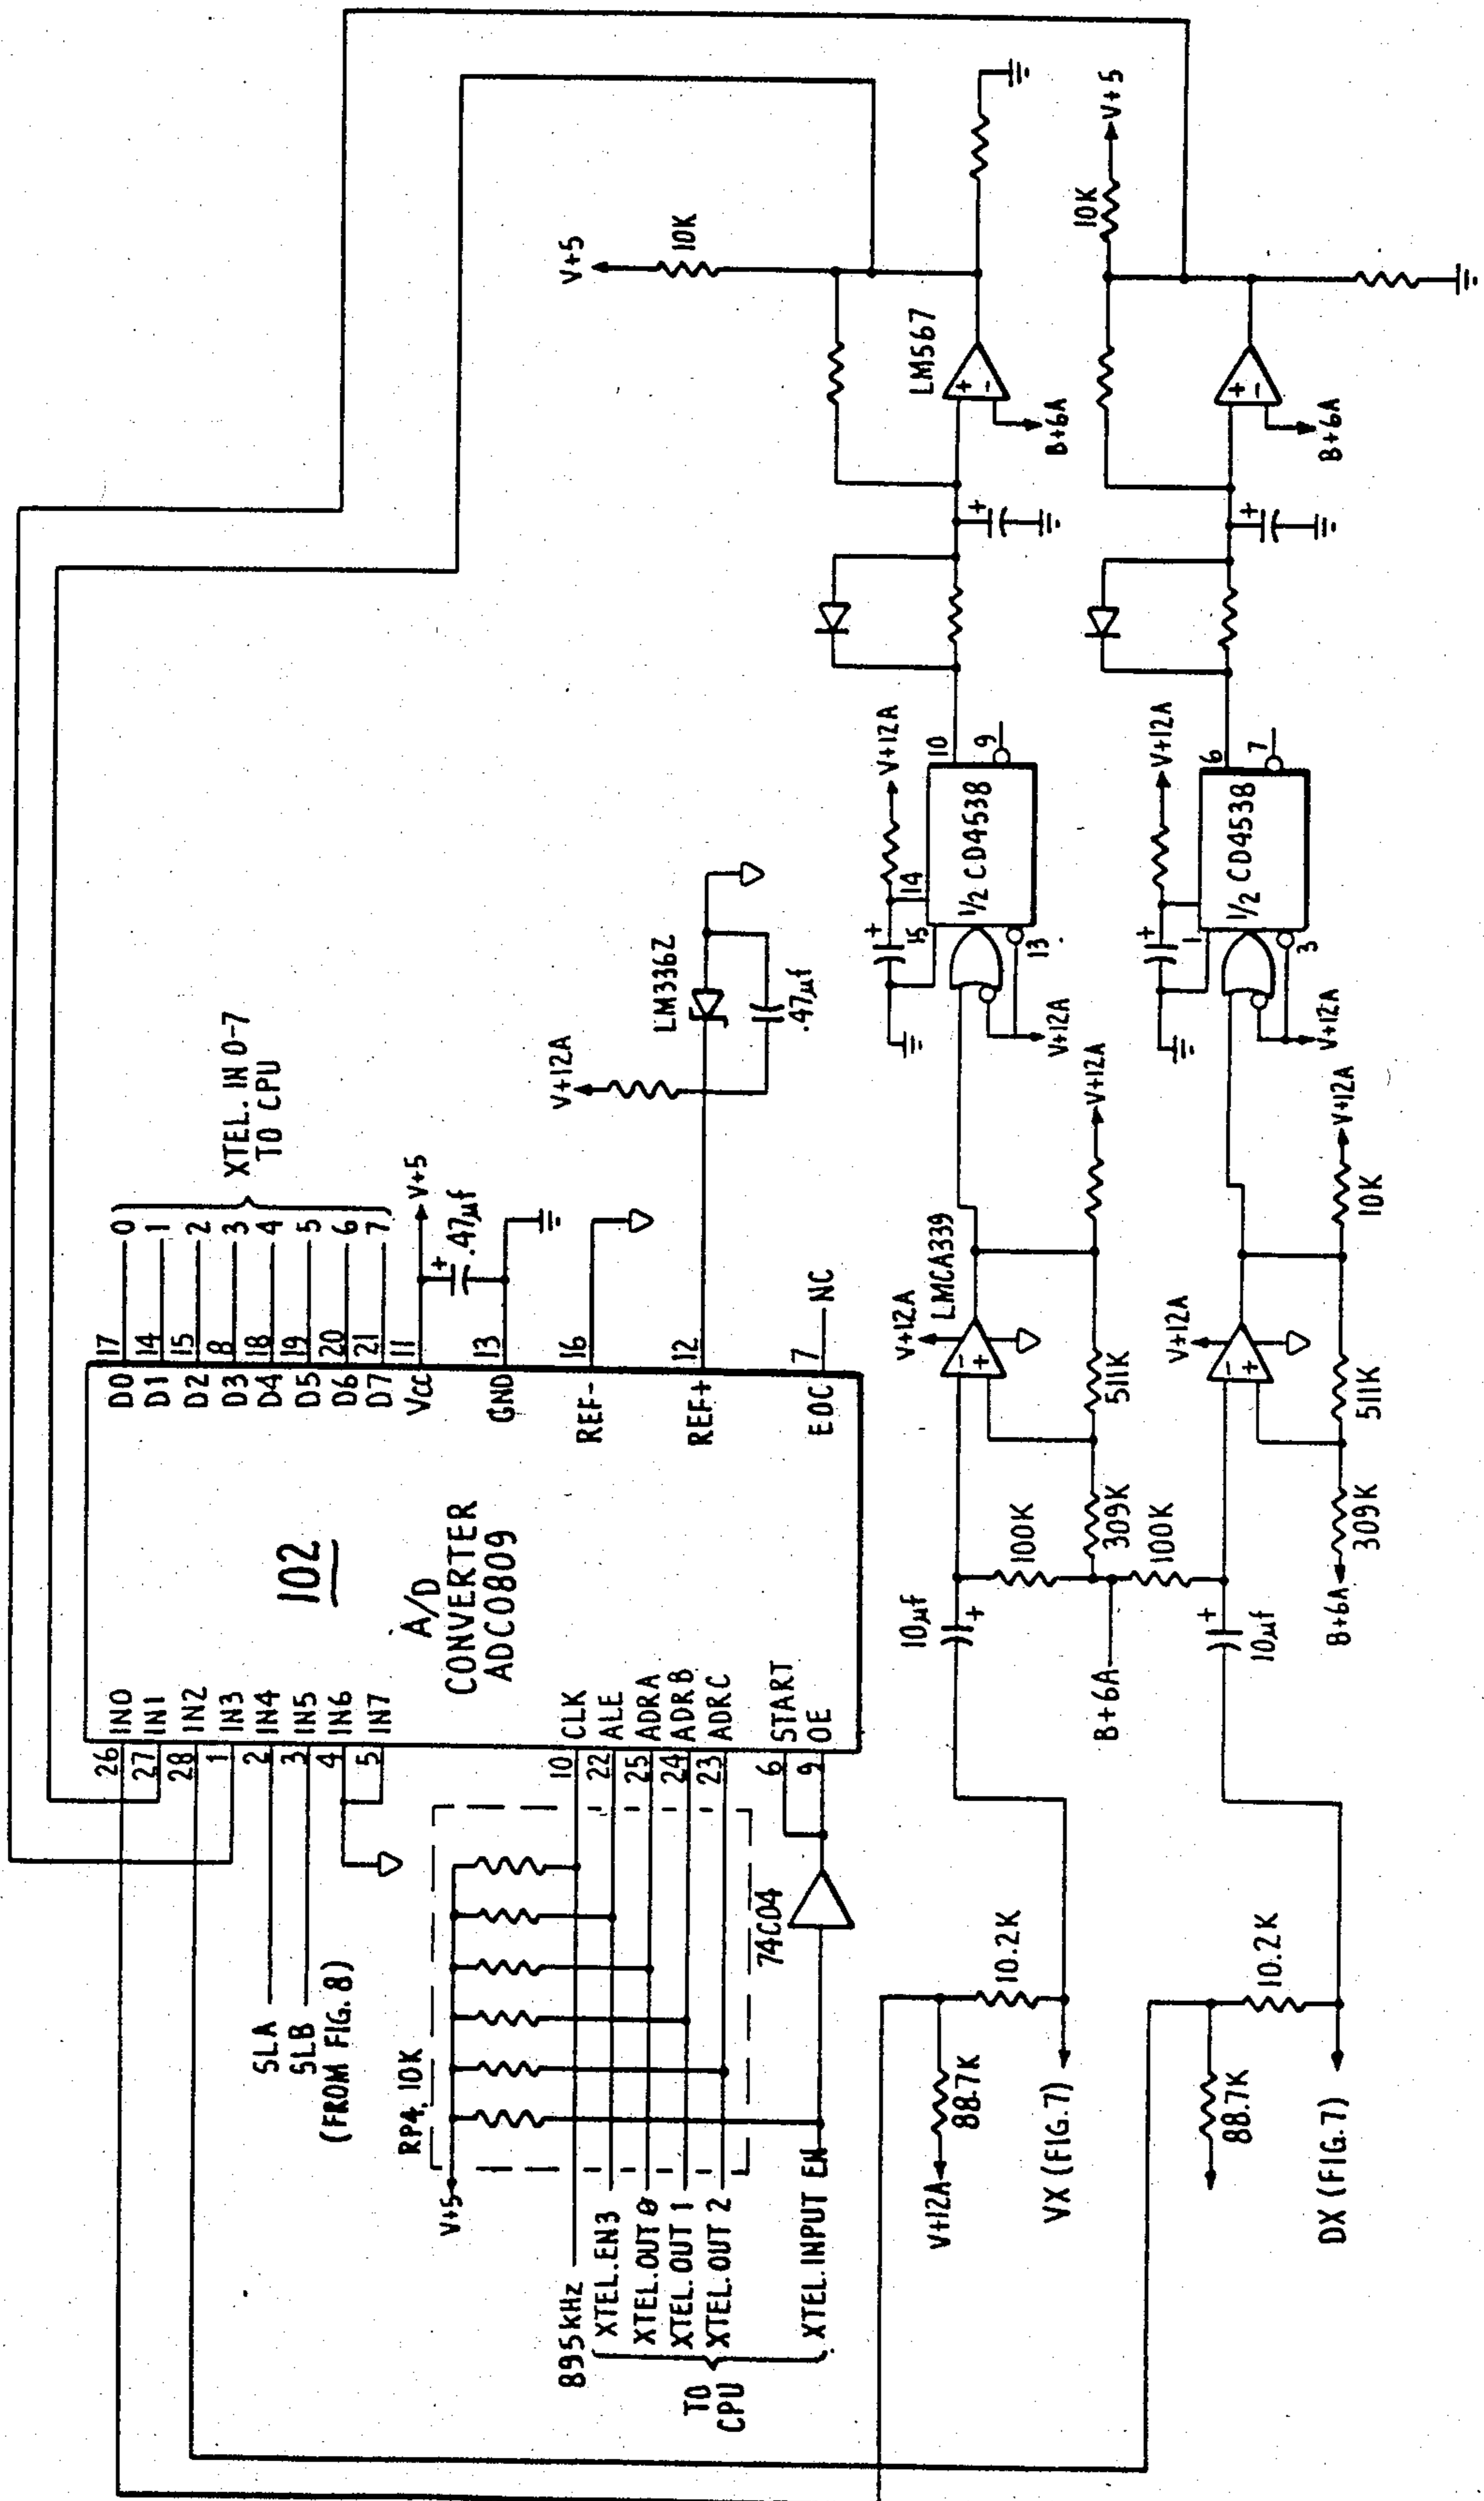 26 IN0
27 IN1
28 IN2
1 IN3
2 IN4
3 IN5
4 IN6
5 IN7
SLA
SLB
(FROM FIG. 8)
102
A/D
CONVERTER
ADC0809
D0 17 0
D1 14 1
D2 15 2
D3 8 3
D4 18 4
D5 19 5
D6 20 6
D7 21 7
XTEL. IN 0-7
TO CPU
VCC 11 V+5
+ .47μf
GND 13
REF- 16
REF+ 12
EOC 7 NC
V+12A
LM336Z
.47μf
RP4, 10K
V+5
895KHz 10 CLK
XTEL.EN3 22 ALE
XTEL.OUT 0 25 ADRA
XTEL.OUT 1 24 ADRB
XTEL.OUT 2 23 ADRC
TO
CPU
74C04
6 START
9 OE
XTEL.INPUT EN
V+12A
88.7K
10.2K
VX (FIG.7)
10μf
+
100K
B+6A
309K
100K
511K
V+12A
LMCA339
-
+
V+12A
V+12A
13
15
14
+
V+12A
1/2 CD4538
10
9
+
B+6A
LM567
+
-
V+5
10K
88.7K
10.2K
DX (FIG.7)
10μf
+
B+6A
309K
511K
10K
V+12A
V+12A
-
+
V+12A
3
1
+
V+12A
1/2 CD4538
6
7
+
B+6A
+
-
10K
V+5